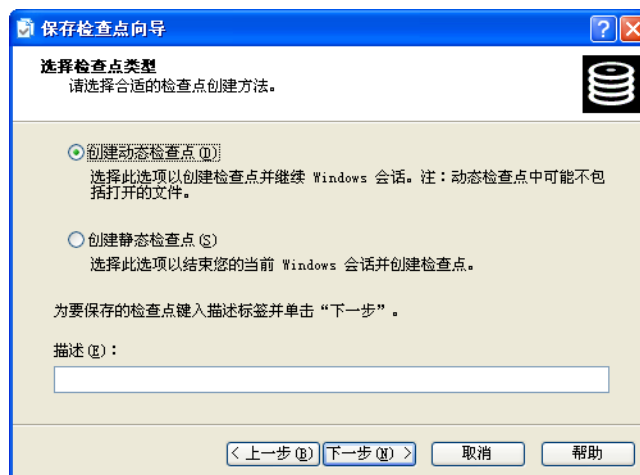 保存检查点向导
选择检查点类型
请选择合适的检查点创建方法。
创建动态检查点(D)
选择此选项以创建检查点并继续 Windows 会话。注：动态检查点中可能不包
括打开的文件。
创建静态检查点(S)
选择此选项以结束您的当前 Windows 会话并创建检查点。
为要保存的检查点键入描述标签并单击“下一步”。
描述(E)：
< 上一步(B) 下一步(N) > 取消 帮助